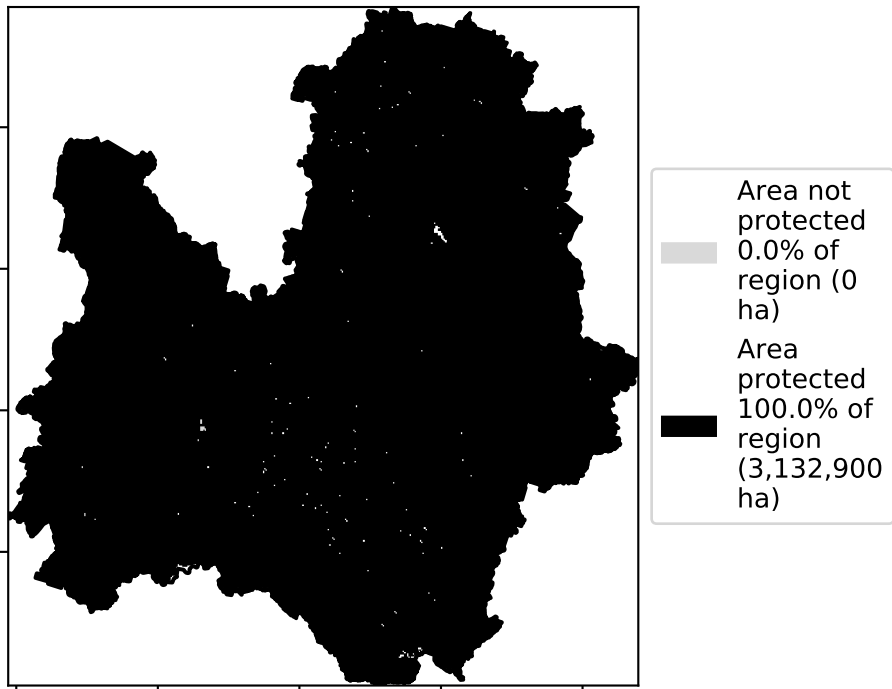 Area not
protected
0.0% of
region (0
ha)
Area
protected
100.0% of
region
(3,132,900
ha)